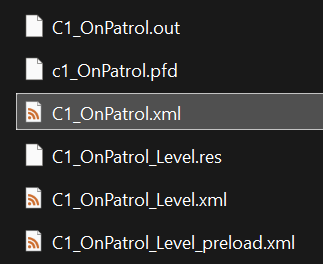 C1_OnPatrol.out
c1_OnPatrol.pfd
C1_OnPatrol.xml
C1_OnPatrol_Level.res
C1_OnPatrol_Level.xml
C1_OnPatrol_Level_preload.xml